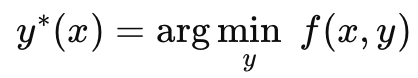 y*(x) = arg min_y f(x, y)